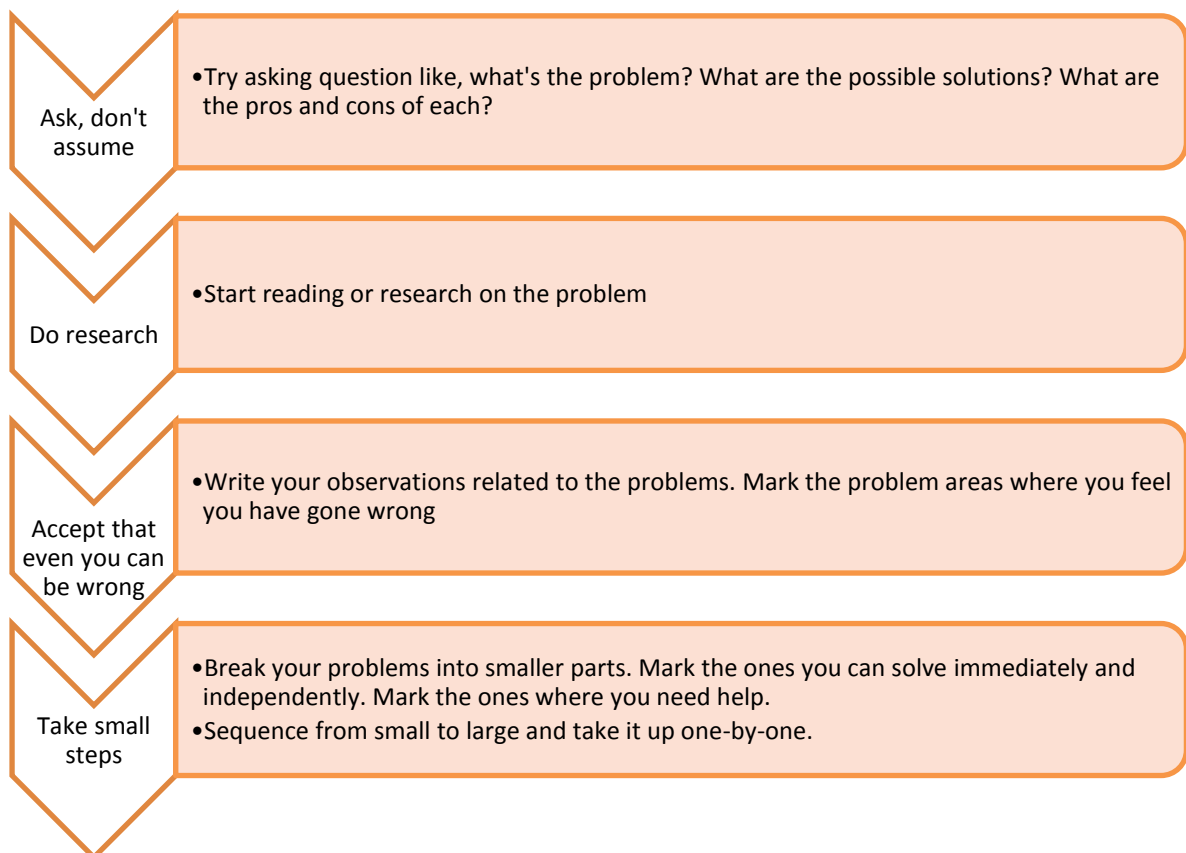 Ask, don't
assume
•Try asking question like, what's the problem? What are the possible solutions? What are
the pros and cons of each?
Do research
•Start reading or research on the problem
Accept that
even you can
be wrong
•Write your observations related to the problems. Mark the problem areas where you feel
you have gone wrong
Take small
steps
•Break your problems into smaller parts. Mark the ones you can solve immediately and
independently. Mark the ones where you need help.
•Sequence from small to large and take it up one-by-one.